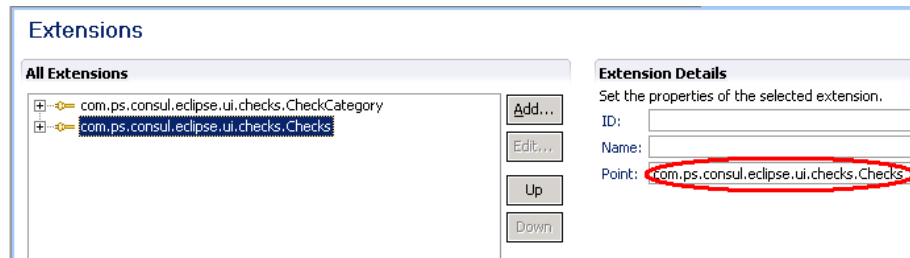 Extensions
All Extensions
com.ps.consul.eclipse.ui.checks.CheckCategory
com.ps.consul.eclipse.ui.checks.Checks
Add...
Edit...
Up
Down
Extension Details
Set the properties of the selected extension.
ID:
Name:
Point: com.ps.consul.eclipse.ui.checks.Checks